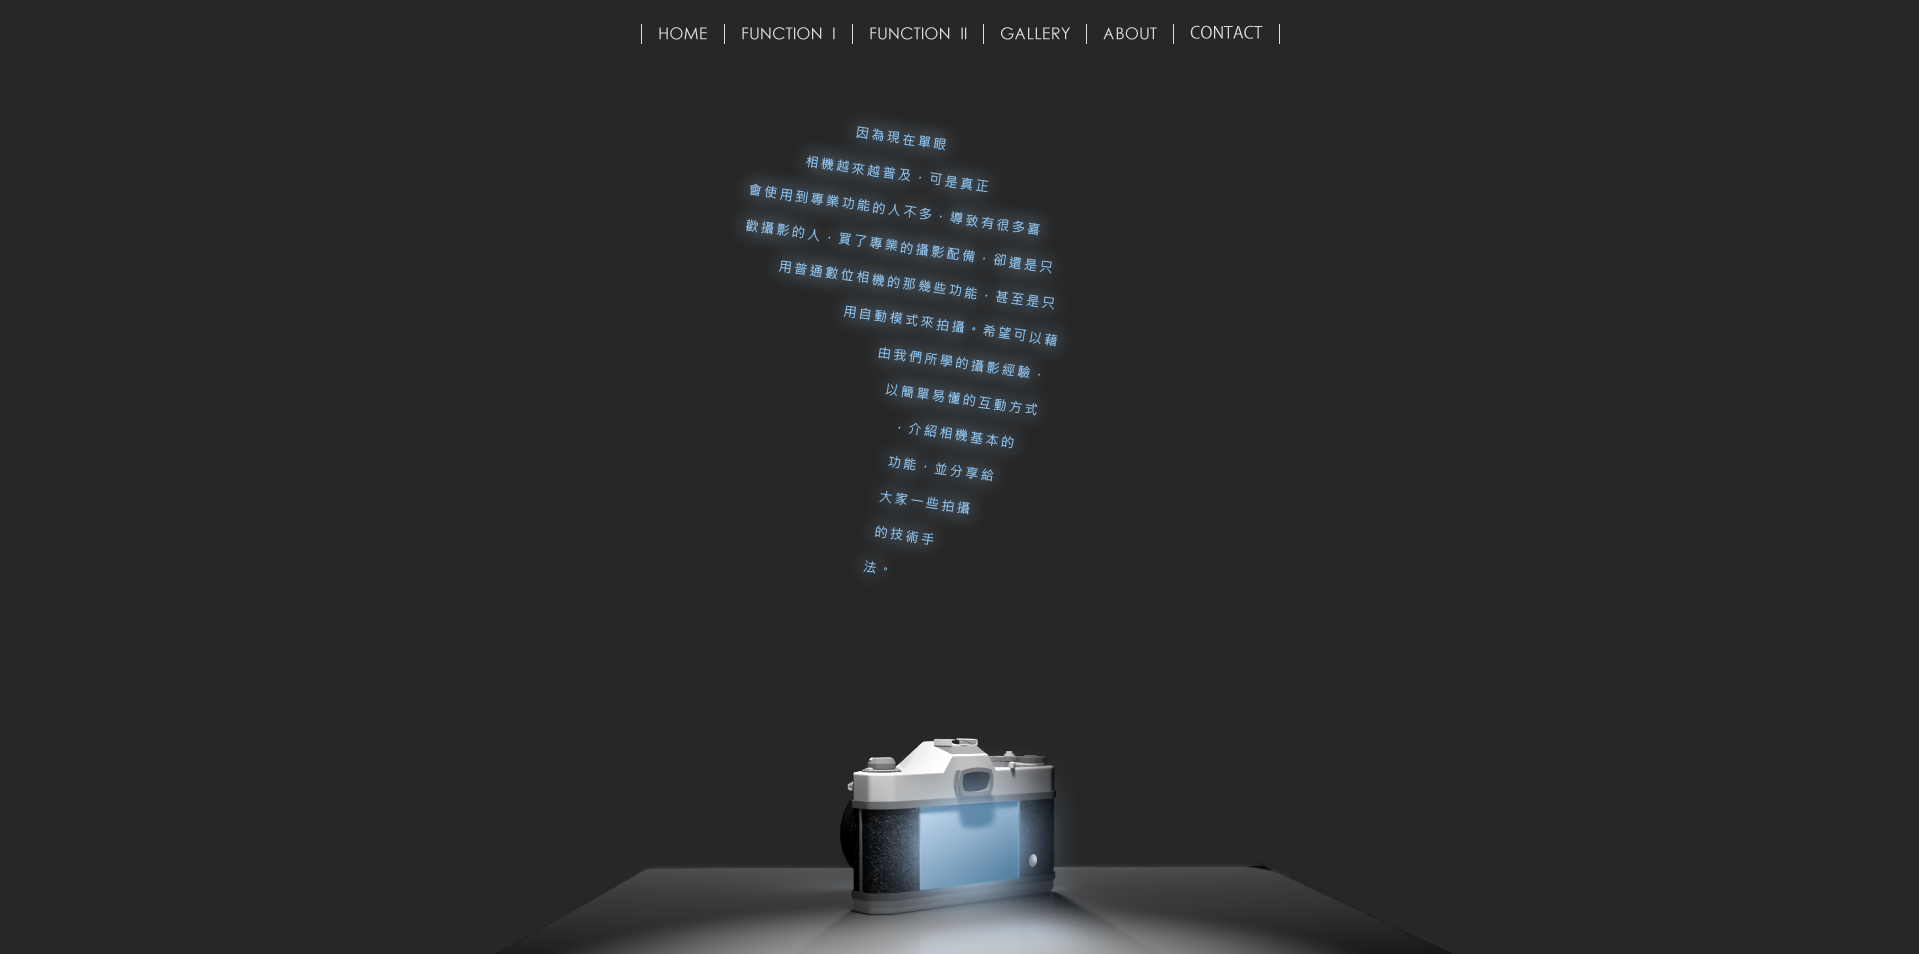 HOME
FUNCTION I
FUNCTION II
GALLERY
ABOUT
CONTACT
因為現在單眼
相機越來越普及，可是真正
會使用到專業功能的人不多，導致有很多喜
歡攝影的人，買了專業的攝影配備，卻還是只
用普通數位相機的那幾些功能，甚至是只
用自動模式來拍攝。希望可以藉
由我們所學的攝影經驗，
以簡單易懂的互動方式
，介紹相機基本的
功能，並分享給
大家一些拍攝
的技術手
法。